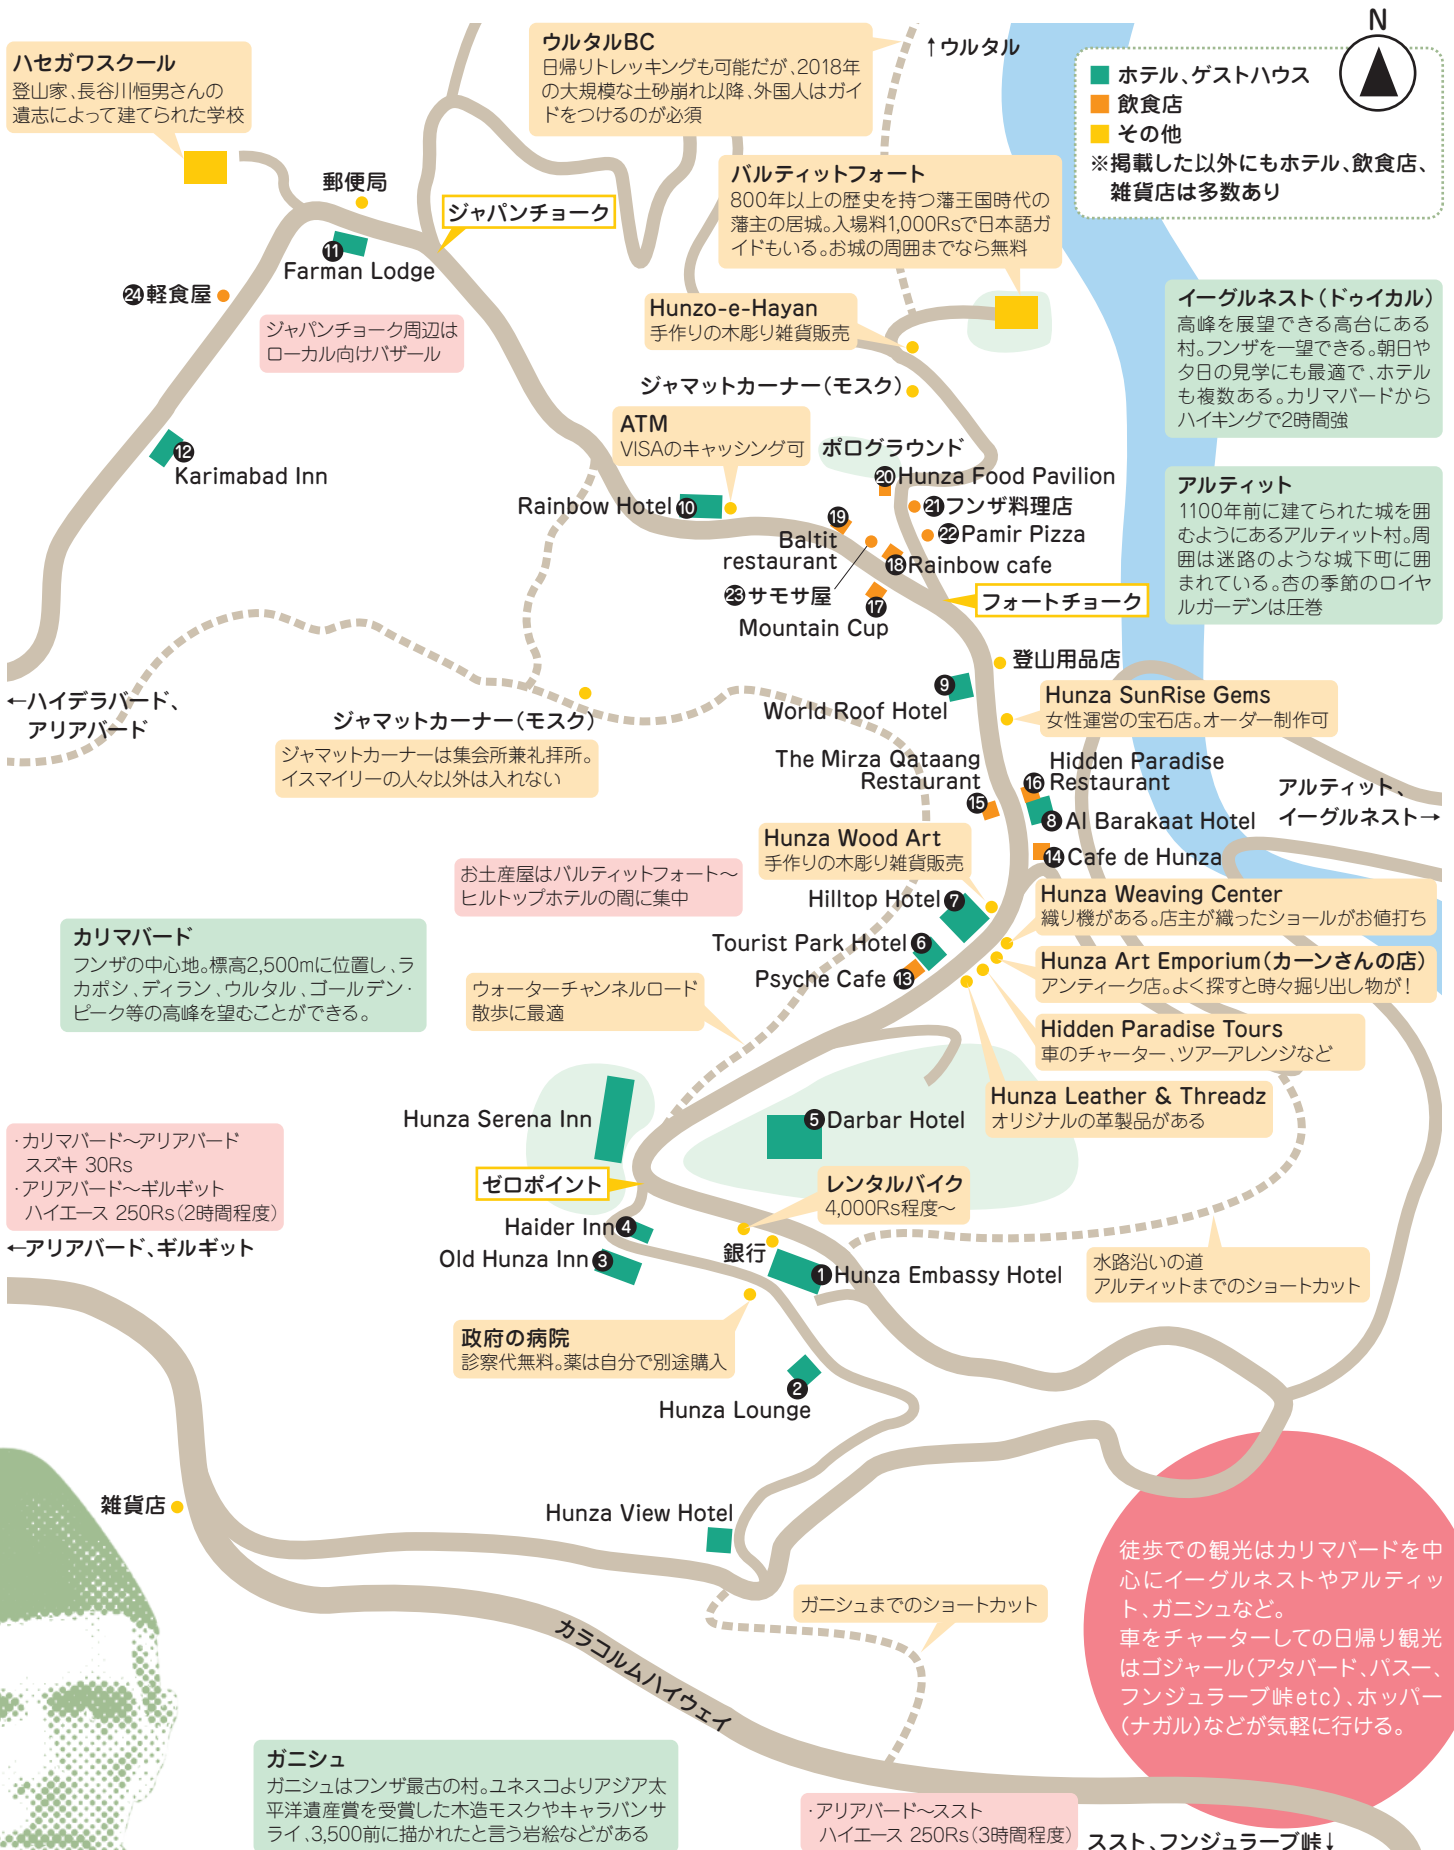 N
ハセガワスクール
登山家、長谷川恒男さんの
遺志によって建てられた学校
ウルタルBC
日帰りトレッキングも可能だが、2018年
の大規模な土砂崩れ以降、外国人はガイ
ドをつけるのが必須
↑ウルタル
ホテル、ゲストハウス
飲食店
その他
※掲載した以外にもホテル、飲食店、
雑貨店は多数あり
郵便局
ジャパンチョーク
バルティットフォート
800年以上の歴史を持つ藩王国時代の
藩主の居城。入場料1,000Rsで日本語ガ
イドもいる。お城の周囲までなら無料
⓫
Farman Lodge
㉔軽食屋
ジャパンチョーク周辺は
ローカル向けバザール
Hunzo-e-Hayan
手作りの木彫り雑貨販売
イーグルネスト(ドゥイカル)
高峰を展望できる高台にある
村。フンザを一望できる。朝日や
夕日の見学にも最適で、ホテル
も複数ある。カリマバードから
ハイキングで2時間強
ジャマットカーナー(モスク)
ATM
VISAのキャッシング可
ポログラウンド
⓬
Karimabad Inn
⓴Hunza Food Pavilion
Rainbow Hotel❿
㉑フンザ料理店
⓳
Baltit
restaurant
㉒Pamir Pizza
⓲Rainbow cafe
㉓サモサ屋
⓱
Mountain Cup
フォートチョーク
アルティット
1100年前に建てられた城を囲
むようにあるアルティット村。周
囲は迷路のような城下町に囲
まれている。杏の季節のロイヤ
ルガーデンは圧巻
登山用品店
❾
World Roof Hotel
Hunza SunRise Gems
女性運営の宝石店。オーダー制作可
←ハイデラバード、
アリアバード
ジャマットカーナー(モスク)
ジャマットカーナーは集会所兼礼拝所。
イスマイリーの人々以外は入れない
The Mirza Qataang
Restaurant
⓯
Hidden Paradise
⓰Restaurant
❽Al Barakaat Hotel
アルティット、
イーグルネスト→
⓮Cafe de Hunza
Hunza Wood Art
手作りの木彫り雑貨販売
お土産屋はバルティットフォート〜
ヒルトップホテルの間に集中
Hilltop Hotel❼
Hunza Weaving Center
織り機がある。店主が織ったショールがお値打ち
Tourist Park Hotel❻
Psyche Cafe⓭
Hunza Art Emporium(カーンさんの店)
アンティーク店。よく探すと時々掘り出し物が！
カリマバード
フンザの中心地。標高2,500mに位置し、ラ
カポシ、ディラン、ウルタル、ゴールデン・
ピーク等の高峰を望むことができる。
ウォーターチャンネルロード
散歩に最適
Hidden Paradise Tours
車のチャーター、ツアーアレンジなど
Hunza Leather & Threadz
オリジナルの革製品がある
Hunza Serena Inn
❺Darbar Hotel
・カリマバード〜アリアバード
スズキ 30Rs
・アリアバード〜ギルギット
ハイエース 250Rs(2時間程度)
←アリアバード、ギルギット
ゼロポイント
レンタルバイク
4,000Rs程度〜
Haider Inn❹
Old Hunza Inn❸
銀行
❶Hunza Embassy Hotel
水路沿いの道
アルティットまでのショートカット
政府の病院
診察代無料。薬は自分で別途購入
❷
Hunza Lounge
雑貨店
Hunza View Hotel
ガニシュまでのショートカット
カラコルムハイウェイ
徒歩での観光はカリマバードを中
心にイーグルネストやアルティッ
ト、ガニシュなど。
車をチャーターしての日帰り観光
はゴジャール(アタバード、パスー、
フンジュラーブ峠etc)、ホッパー
(ナガル)などが気軽に行ける。
ガニシュ
ガニシュはフンザ最古の村。ユネスコよりアジア太
平洋遺産賞を受賞した木造モスクやキャラバンサ
ライ、3,500前に描かれたと言う岩絵などがある
・アリアバード〜ススト
ハイエース 250Rs(3時間程度)
ススト、フンジュラーブ峠↓